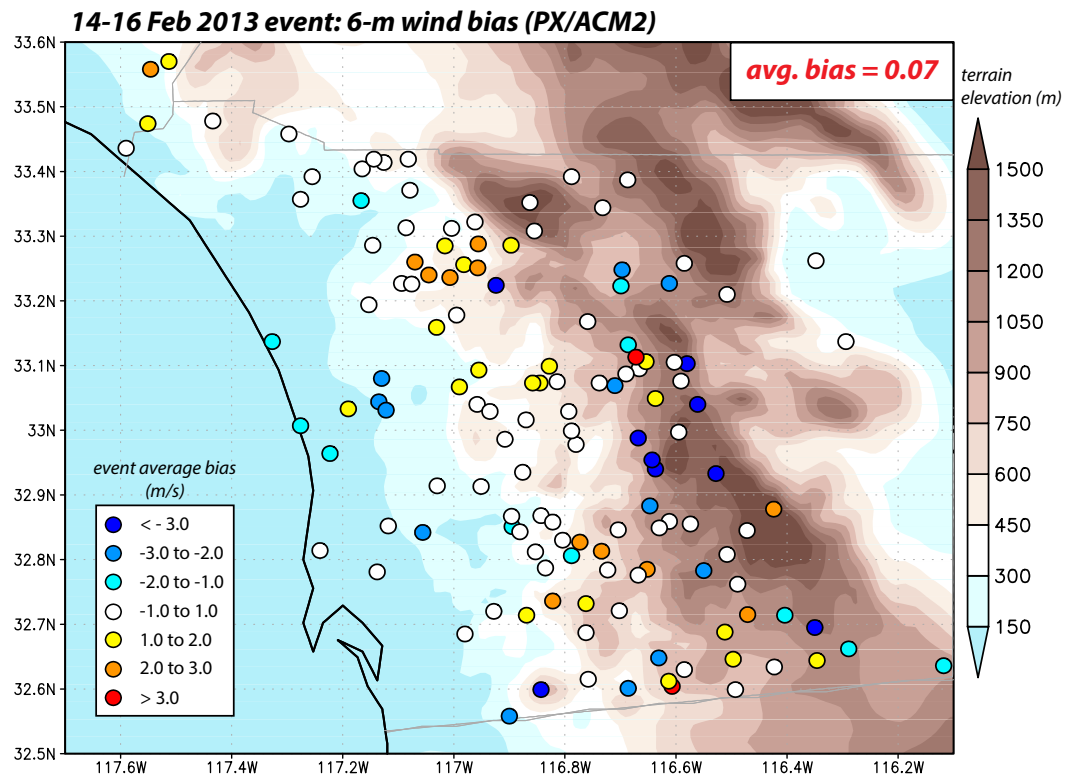 14-16 Feb 2013 event: 6-m wind bias (PX/ACM2)
avg. bias = 0.07
terrain
elevation (m)
1500
1350
1200
1050
900
750
600
450
300
150
33.6N
33.5N
33.4N
33.3N
33.2N
33.1N
33N
32.9N
32.8N
32.7N
32.6N
32.5N
event average bias
(m/s)
< - 3.0
-3.0 to -2.0
-2.0 to -1.0
-1.0 to 1.0
1.0 to 2.0
2.0 to 3.0
> 3.0
117.6W
117.4W
117.2W
117W
116.8W
116.6W
116.4W
116.2W